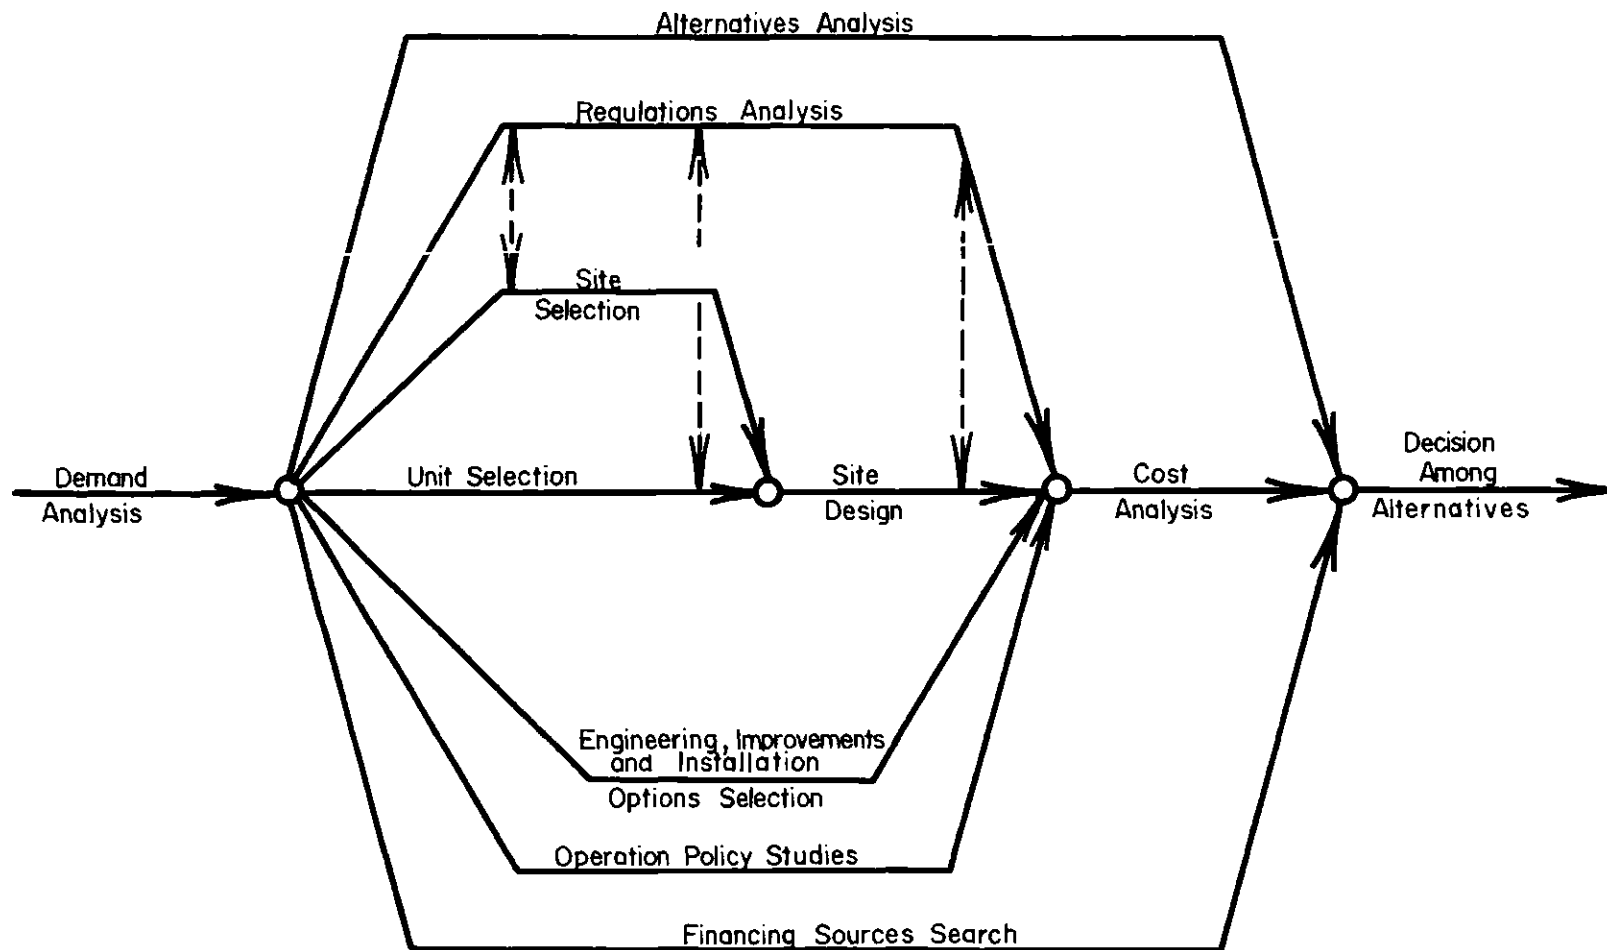 Alternatives Analysis
Regulations Analysis
Site
Selection
Demand
Analysis
Unit Selection
Site
Design
Cost
Analysis
Decision
Among
Alternatives
Engineering, Improvements
and Installation
Options Selection
Operation Policy Studies
Financing Sources Search